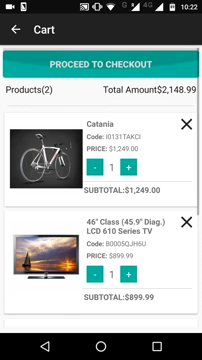 G 4G 10:22
Cart
PROCEED TO CHECKOUT
Products(2) Total Amount$2,148.99
Catania
Code: I0131TAKCI
PRICE: $1,249.00
- 1 +
SUBTOTAL:$1,249.00
46" Class (45.9" Diag.)
LCD 610 Series TV
Code: B0005QJH6U
PRICE: $899.99
- 1 +
SUBTOTAL:$899.99